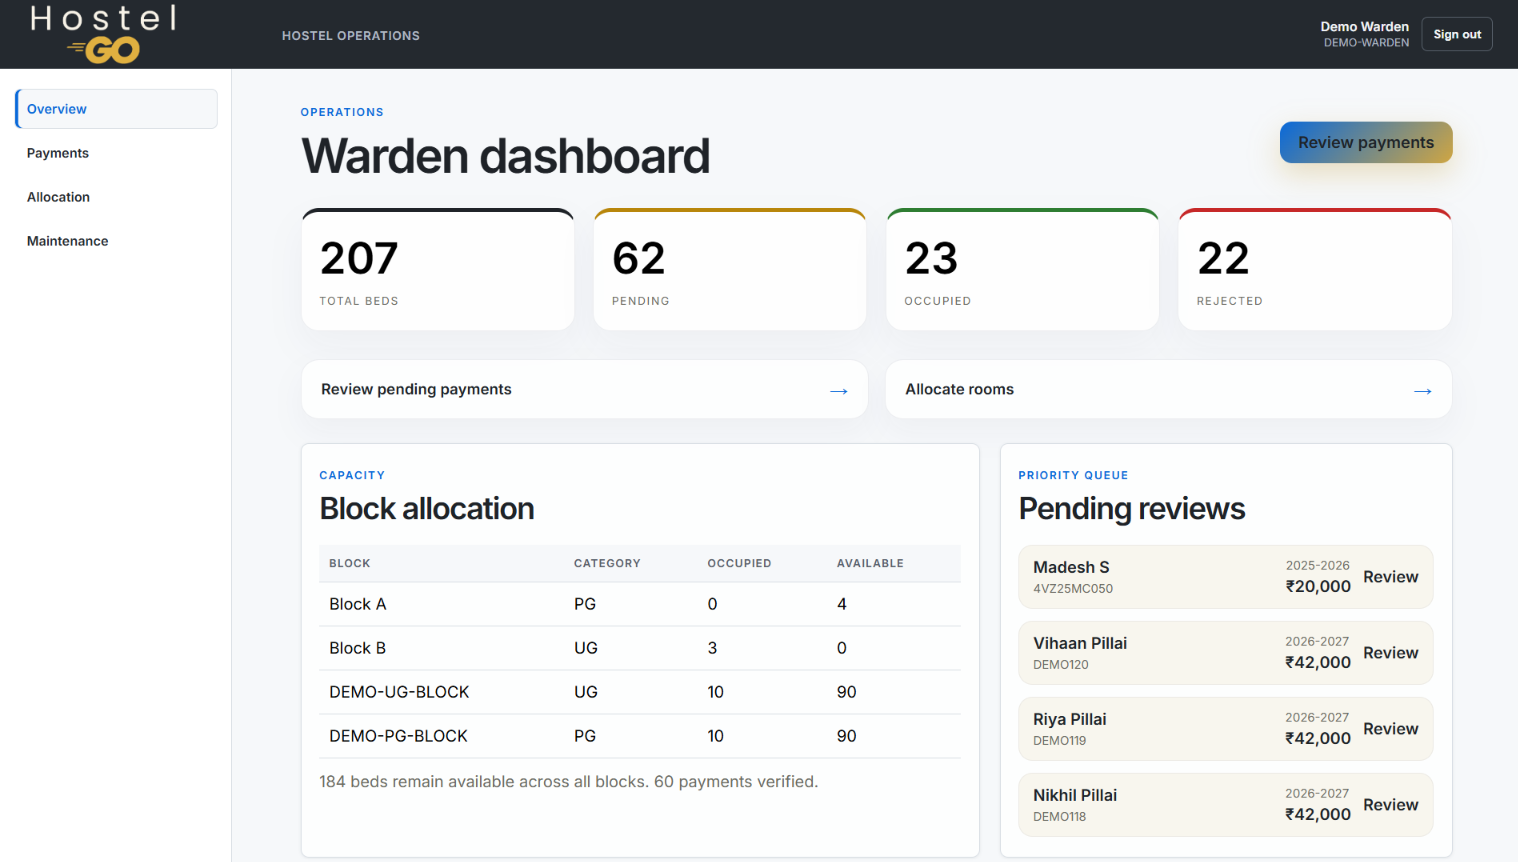 Hostel
GO
HOSTEL OPERATIONS
Demo Warden
DEMO-WARDEN
Sign out
Overview
Payments
Allocation
Maintenance
OPERATIONS
Warden dashboard
Review payments
207
TOTAL BEDS
62
PENDING
23
OCCUPIED
22
REJECTED
Review pending payments →
Allocate rooms →
CAPACITY
Block allocation
BLOCK CATEGORY OCCUPIED AVAILABLE
Block A PG 0 4
Block B UG 3 0
DEMO-UG-BLOCK UG 10 90
DEMO-PG-BLOCK PG 10 90
184 beds remain available across all blocks. 60 payments verified.
PRIORITY QUEUE
Pending reviews
Madesh S
4VZ25MC050
2025-2026
₹20,000
Review
Vihaan Pillai
DEMO120
2026-2027
₹42,000
Review
Riya Pillai
DEMO119
2026-2027
₹42,000
Review
Nikhil Pillai
DEMO118
2026-2027
₹42,000
Review